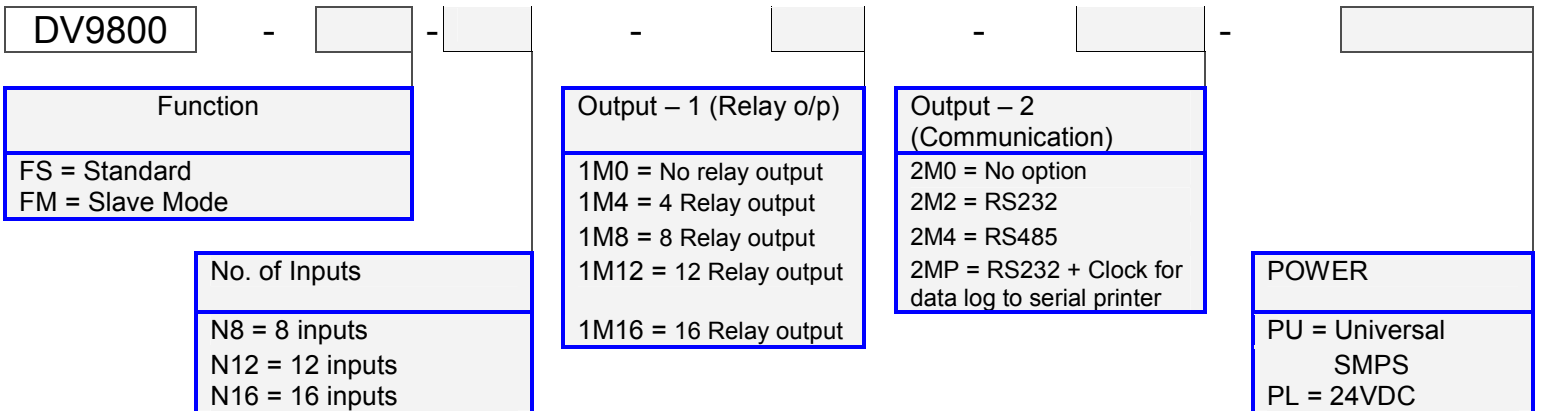 DV9800 - - - - -
Function
FS = Standard
FM = Slave Mode
No. of Inputs
N8 = 8 inputs
N12 = 12 inputs
N16 = 16 inputs
Output – 1 (Relay o/p)
1M0 = No relay output
1M4 = 4 Relay output
1M8 = 8 Relay output
1M12 = 12 Relay output
1M16 = 16 Relay output
Output – 2
(Communication)
2M0 = No option
2M2 = RS232
2M4 = RS485
2MP = RS232 + Clock for
data log to serial printer
POWER
PU = Universal
SMPS
PL = 24VDC